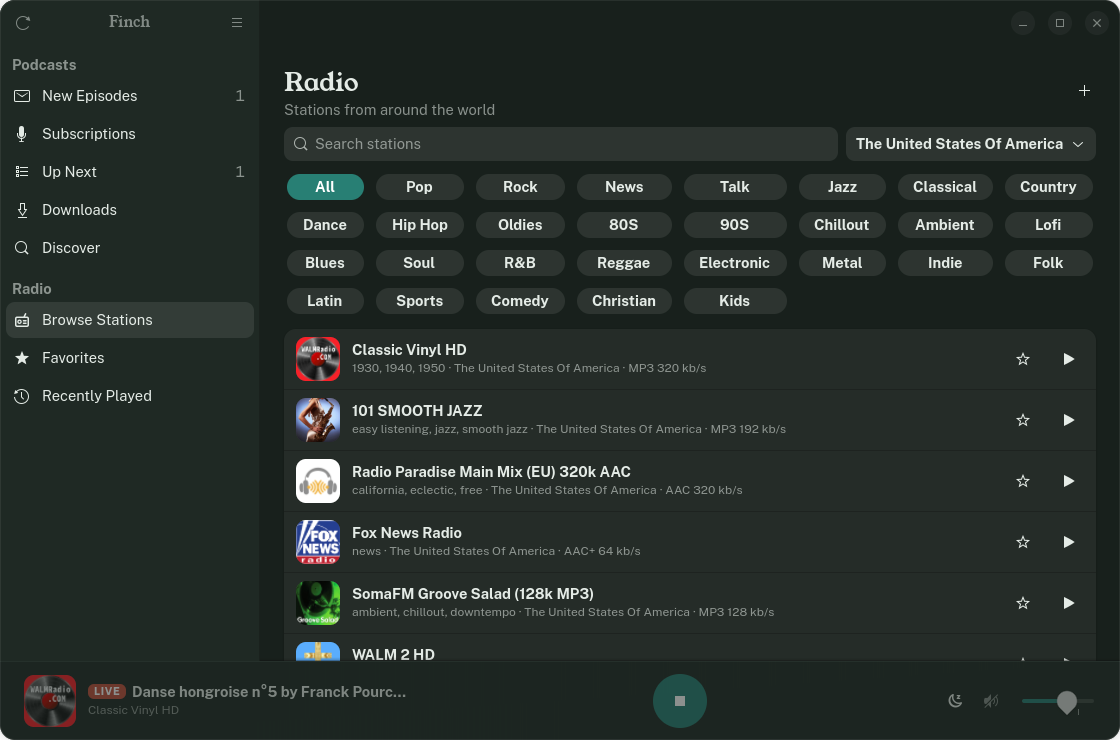 Finch
Podcasts
New Episodes 1
Subscriptions
Up Next 1
Downloads
Discover
Radio
Browse Stations
Favorites
Recently Played
Radio
Stations from around the world
Search stations
The United States Of America
All Pop Rock News Talk Jazz Classical Country
Dance Hip Hop Oldies 80S 90S Chillout Ambient Lofi
Blues Soul R&B Reggae Electronic Metal Indie Folk
Latin Sports Comedy Christian Kids
WALMRadio
.COM
Classic Vinyl HD
1930, 1940, 1950 · The United States Of America · MP3 320 kb/s
101 SMOOTH JAZZ
easy listening, jazz, smooth jazz · The United States Of America · MP3 192 kb/s
Radio Paradise Main Mix (EU) 320k AAC
california, eclectic, free · The United States Of America · AAC 320 kb/s
FOX
NEWS
radio
Fox News Radio
news · The United States Of America · AAC+ 64 kb/s
Groove Salad
SomaFM Groove Salad (128k MP3)
ambient, chillout, downtempo · The United States Of America · MP3 128 kb/s
WALM 2 HD
WALMRadio
.COM
LIVE Danse hongroise n°5 by Franck Pourc...
Classic Vinyl HD